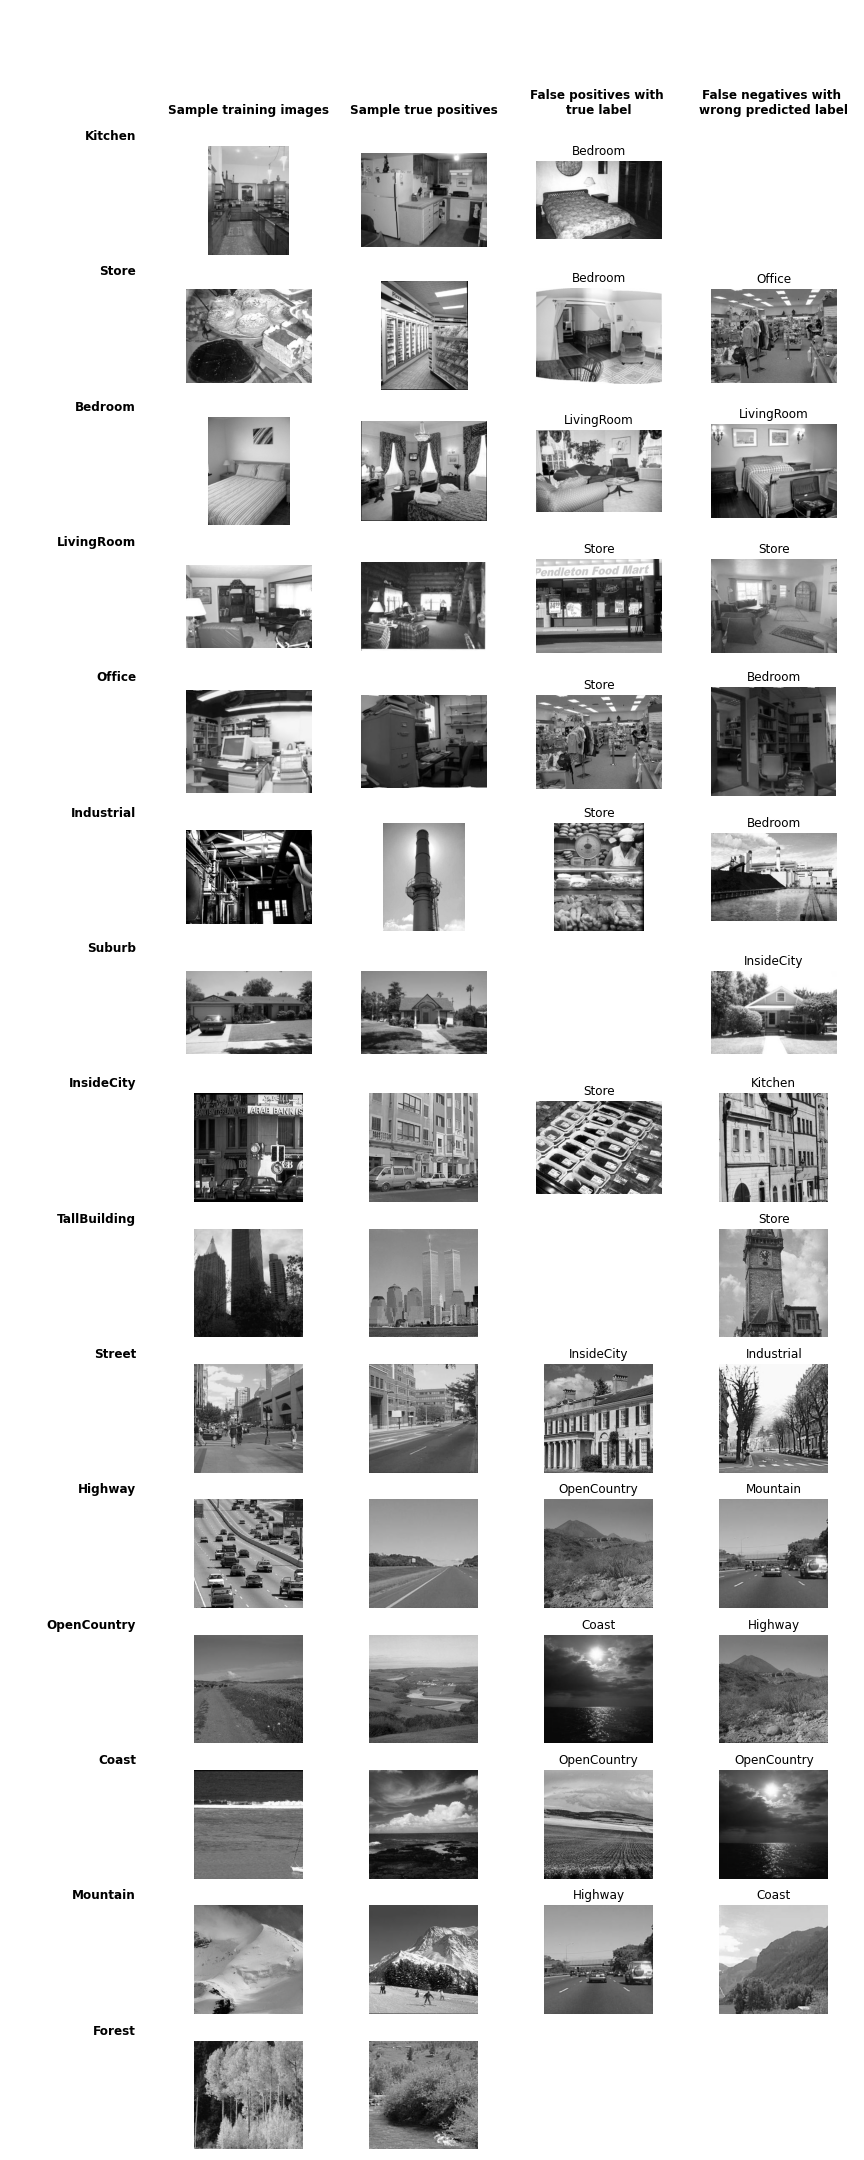 Sample training images Sample true positives False positives with true label False negatives with wrong predicted label
Kitchen
Bedroom
Store
Bedroom Office
Bedroom
LivingRoom LivingRoom
LivingRoom
Store Store
Pendleton Food Mart
Office
Store Bedroom
Industrial
Store Bedroom
Suburb
InsideCity
InsideCity
Store Kitchen
ARAB BANK
TallBuilding
Store
Street
InsideCity Industrial
Highway
OpenCountry Mountain
OpenCountry
Coast Highway
Coast
OpenCountry OpenCountry
Mountain
Highway Coast
Forest